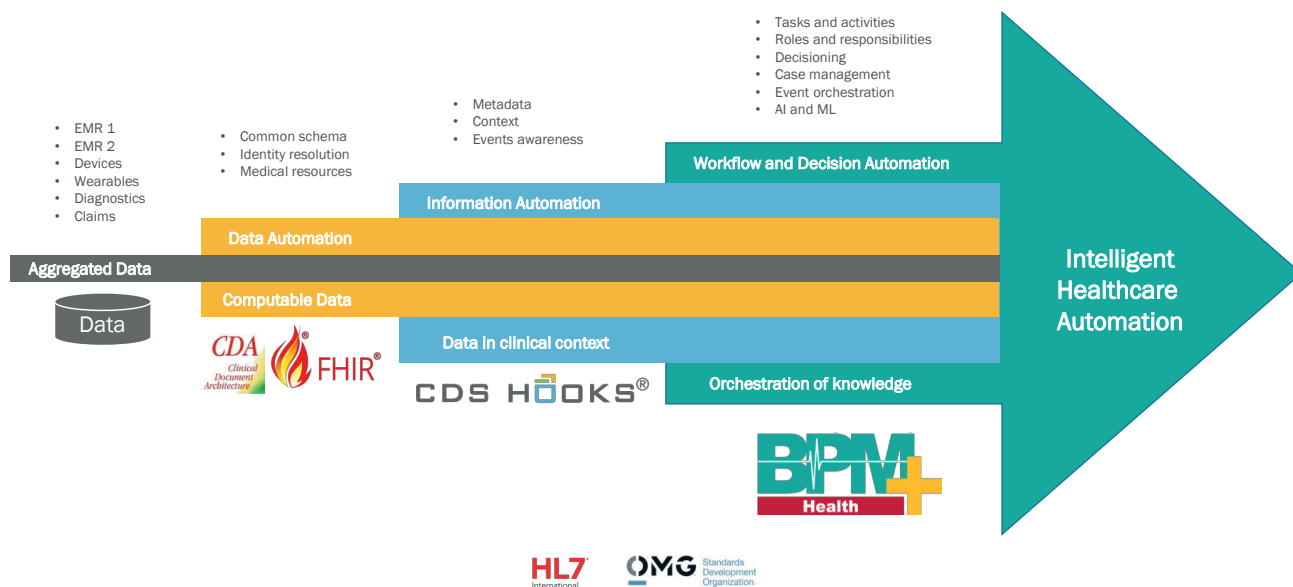 • Tasks and activities
• Roles and responsibilities
• Decisioning
• Case management
• Event orchestration
• AI and ML
• Metadata
• Context
• Events awareness
• EMR 1
• EMR 2
• Devices
• Wearables
• Diagnostics
• Claims
• Common schema
• Identity resolution
• Medical resources
Workflow and Decision Automation
Information Automation
Data Automation
Aggregated Data
Computable Data
Data in clinical context
Orchestration of knowledge
Intelligent
Healthcare
Automation
Data
CDA
Clinical
Document
Architecture
®
FHIR®
CDS HOOKS®
BPM+
Health
HL7
International
OMG
Standards
Development
Organization